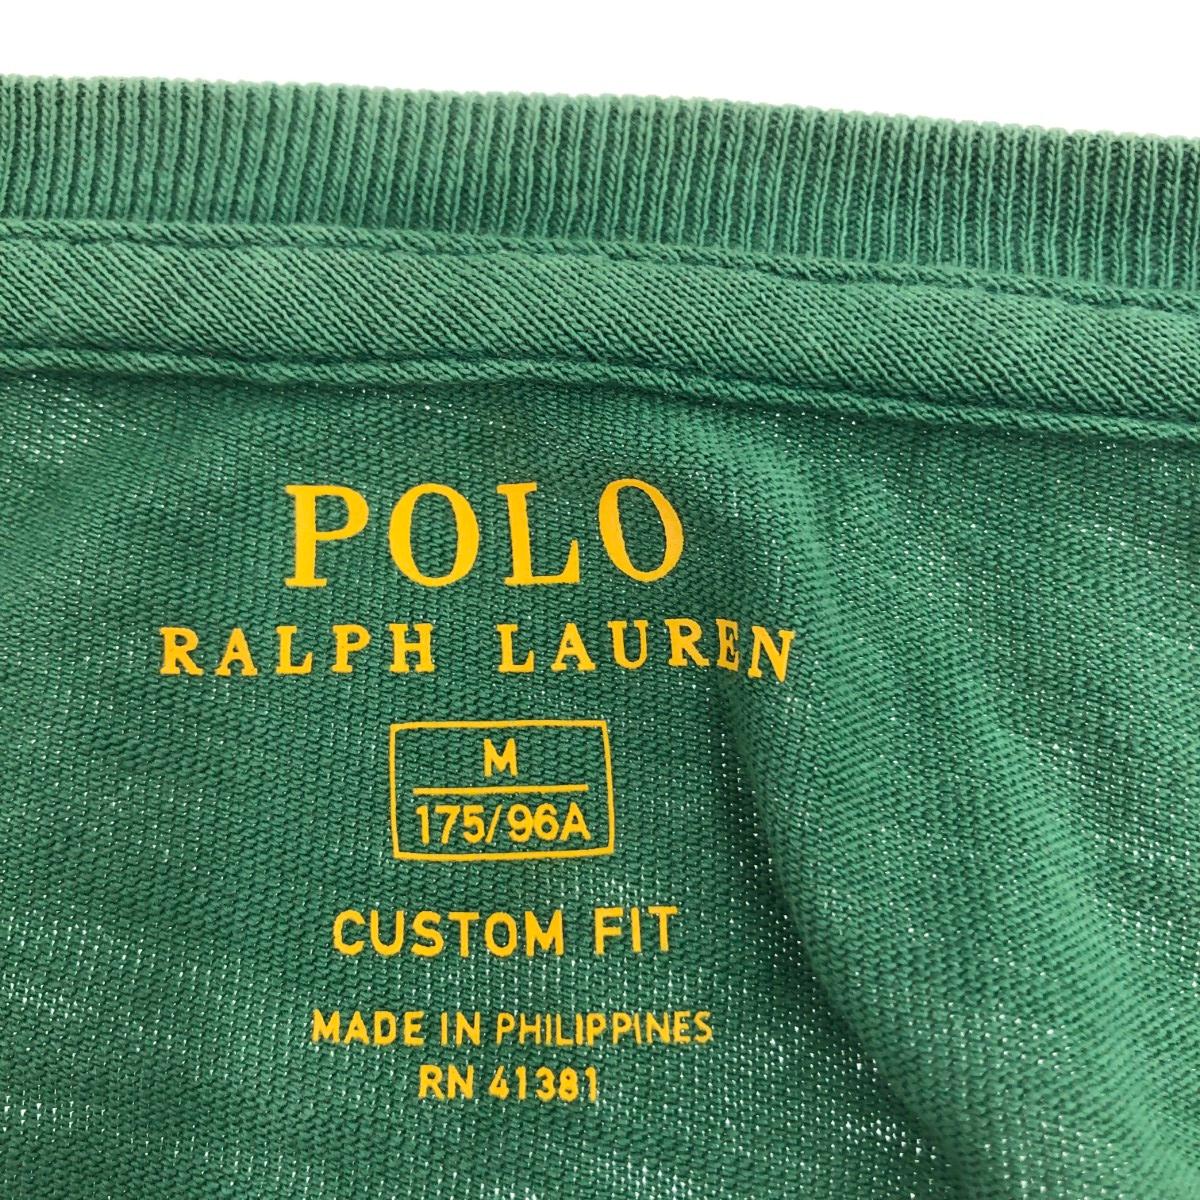 POLO
RALPH LAUREN
M
175/96A
CUSTOM FIT
MADE IN PHILIPPINES
RN 41381